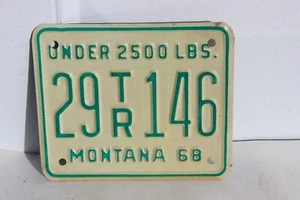 UNDER 2500 LBS.
29 TR 146
MONTANA 68